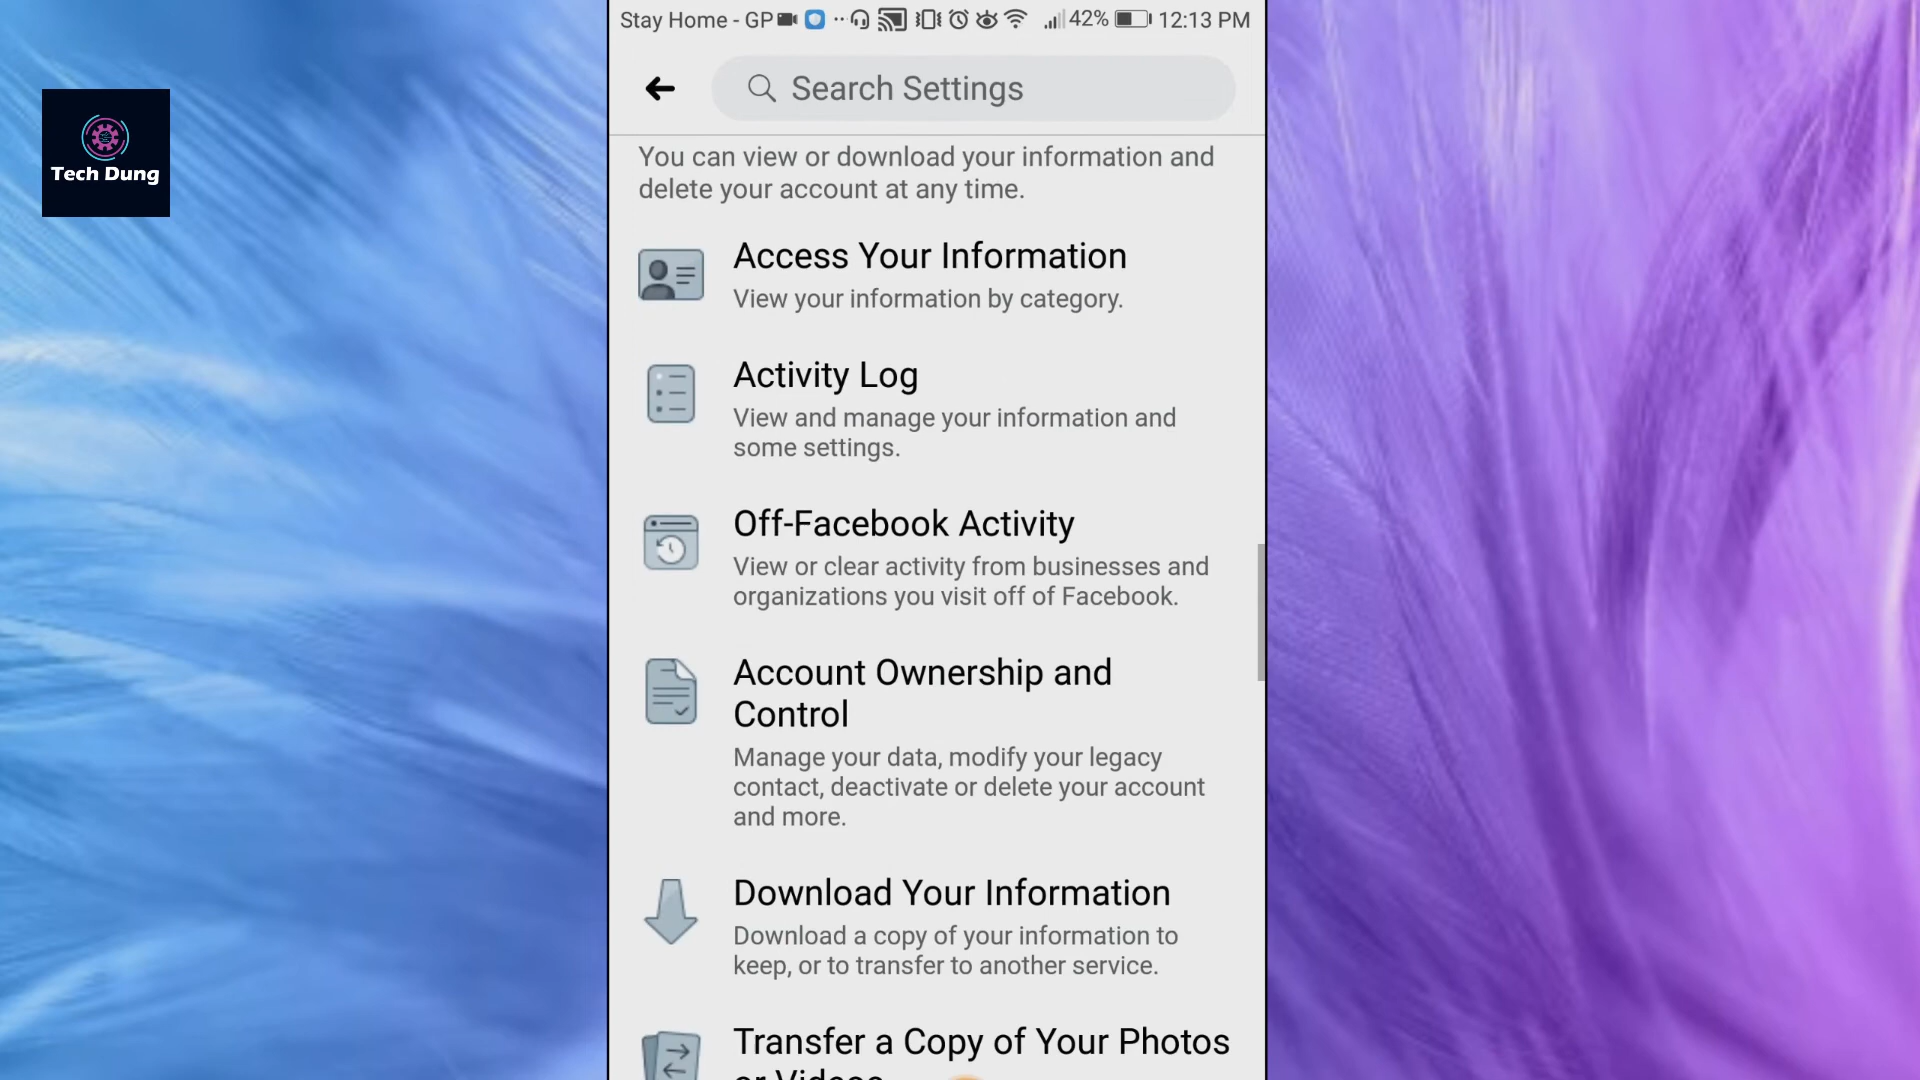 Stay Home - GP 42% 12:13 PM
Tech Dung
Search Settings
You can view or download your information and
delete your account at any time.
Access Your Information
View your information by category.
Activity Log
View and manage your information and
some settings.
Off-Facebook Activity
View or clear activity from businesses and
organizations you visit off of Facebook.
Account Ownership and
Control
Manage your data, modify your legacy
contact, deactivate or delete your account
and more.
Download Your Information
Download a copy of your information to
keep, or to transfer to another service.
Transfer a Copy of Your Photos
or Videos